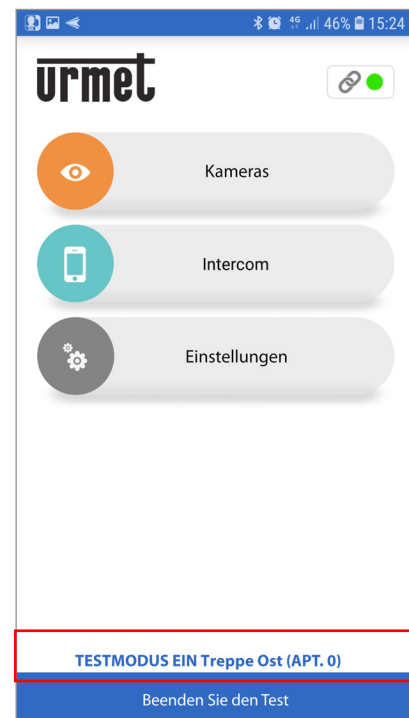 46% 15:24
urmet
Kameras
Intercom
Einstellungen
TESTMODUS EIN Treppe Ost (APT. 0)
Beenden Sie den Test